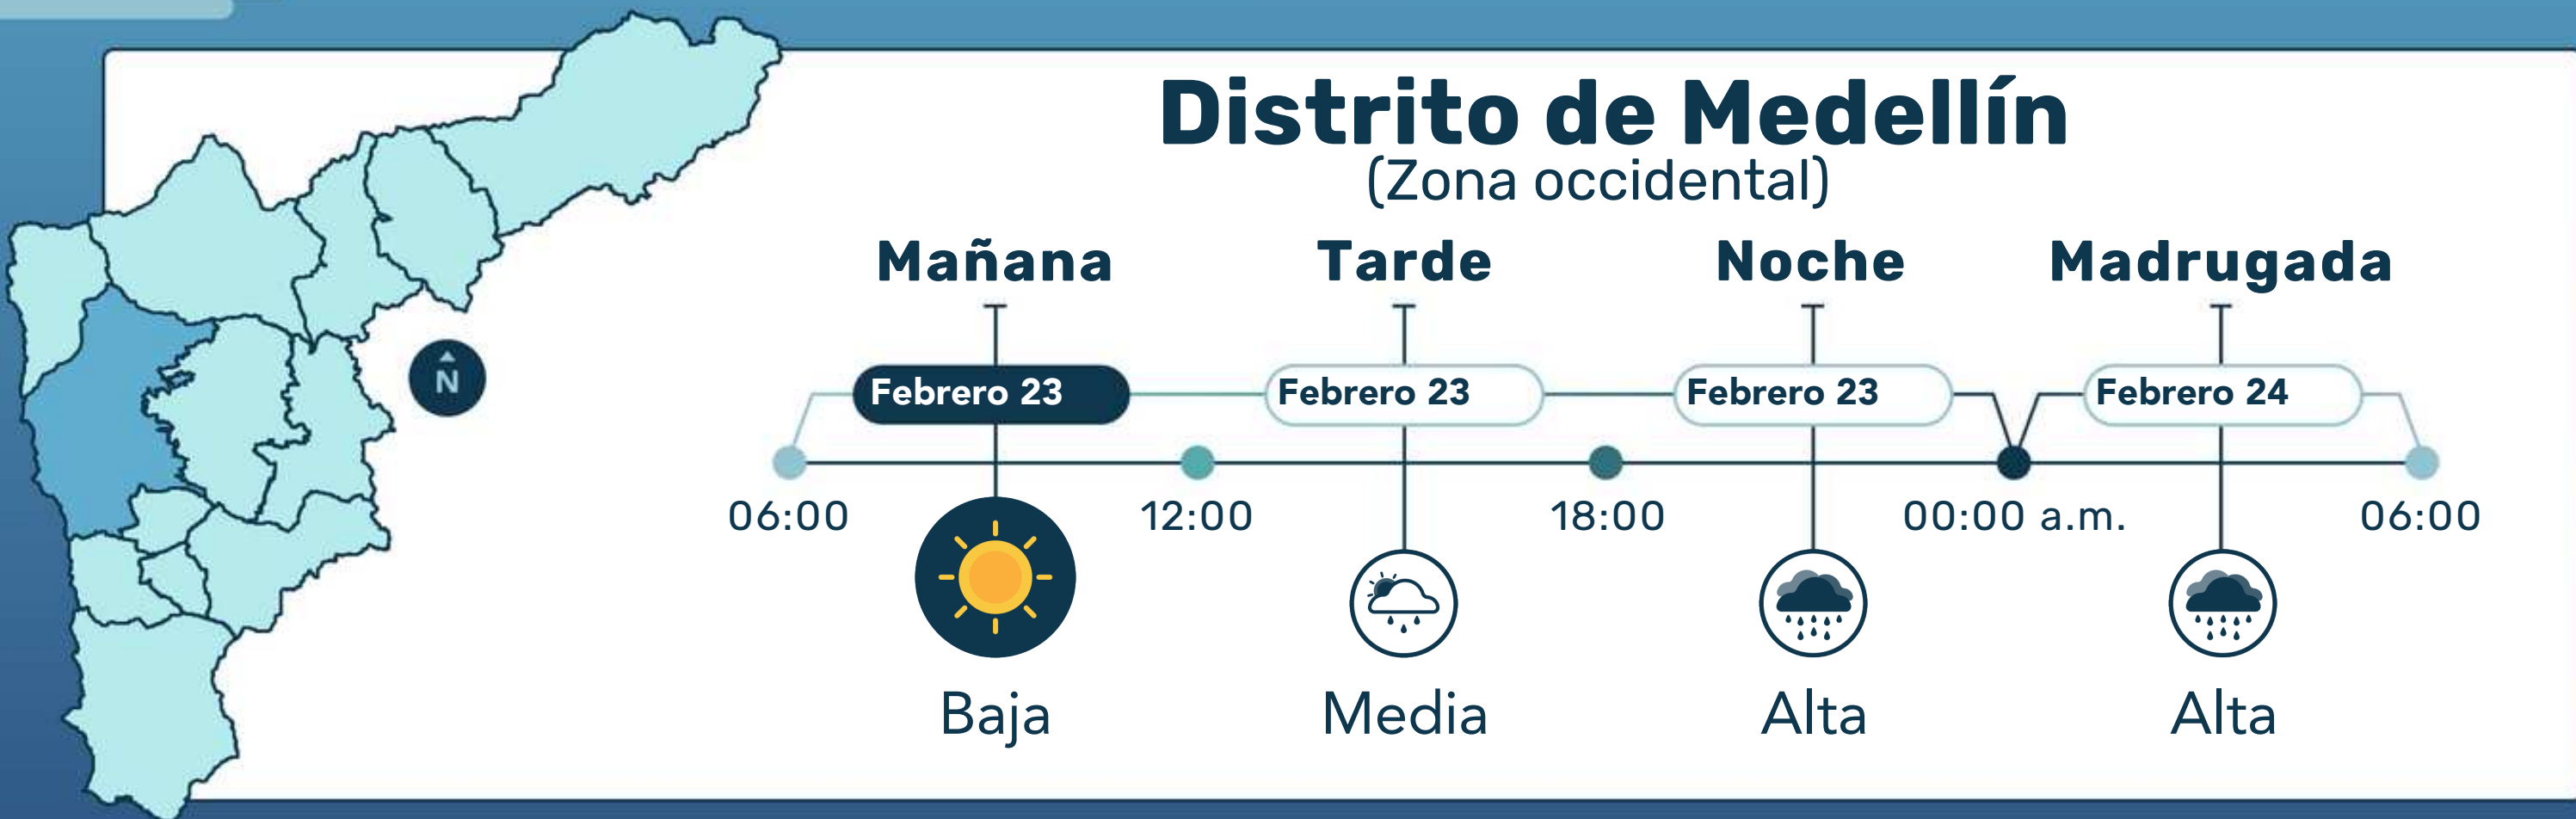 Distrito de Medellín
(Zona occidental)
Mañana Tarde Noche Madrugada
Febrero 23 Febrero 23 Febrero 23 Febrero 24
N
06:00 12:00 18:00 00:00 a.m. 06:00
Baja Media Alta Alta